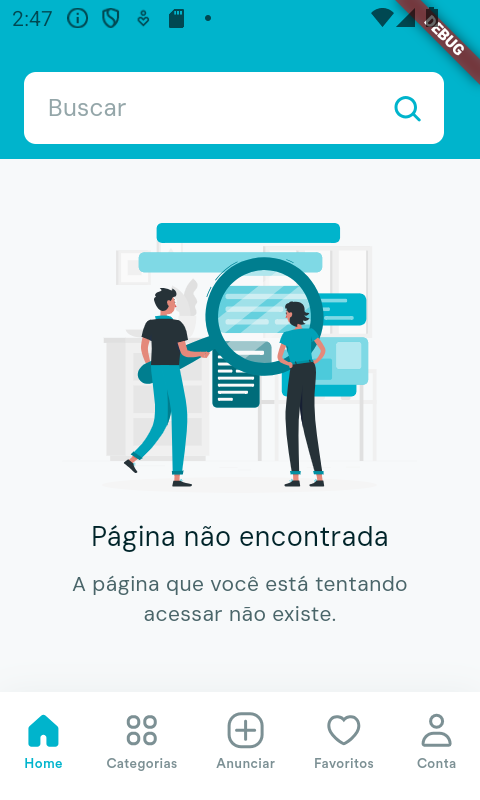 2:47
DEBUG
Buscar
Página não encontrada
A página que você está tentando
acessar não existe.
Home
Categorias
Anunciar
Favoritos
Conta